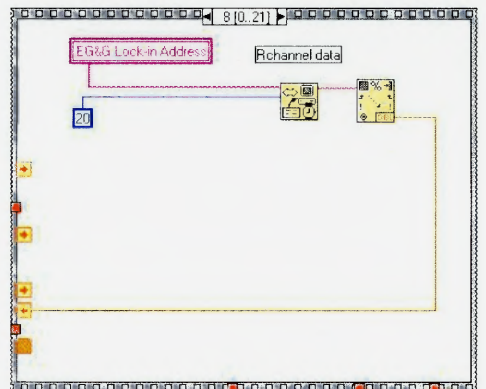 8 [0..21]
EG&G Lock-in Address
Rchannel data
20